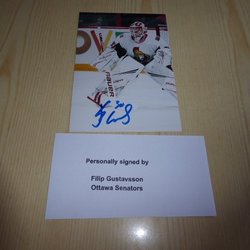 Personally signed by
Filip Gustavsson
Ottawa Senators